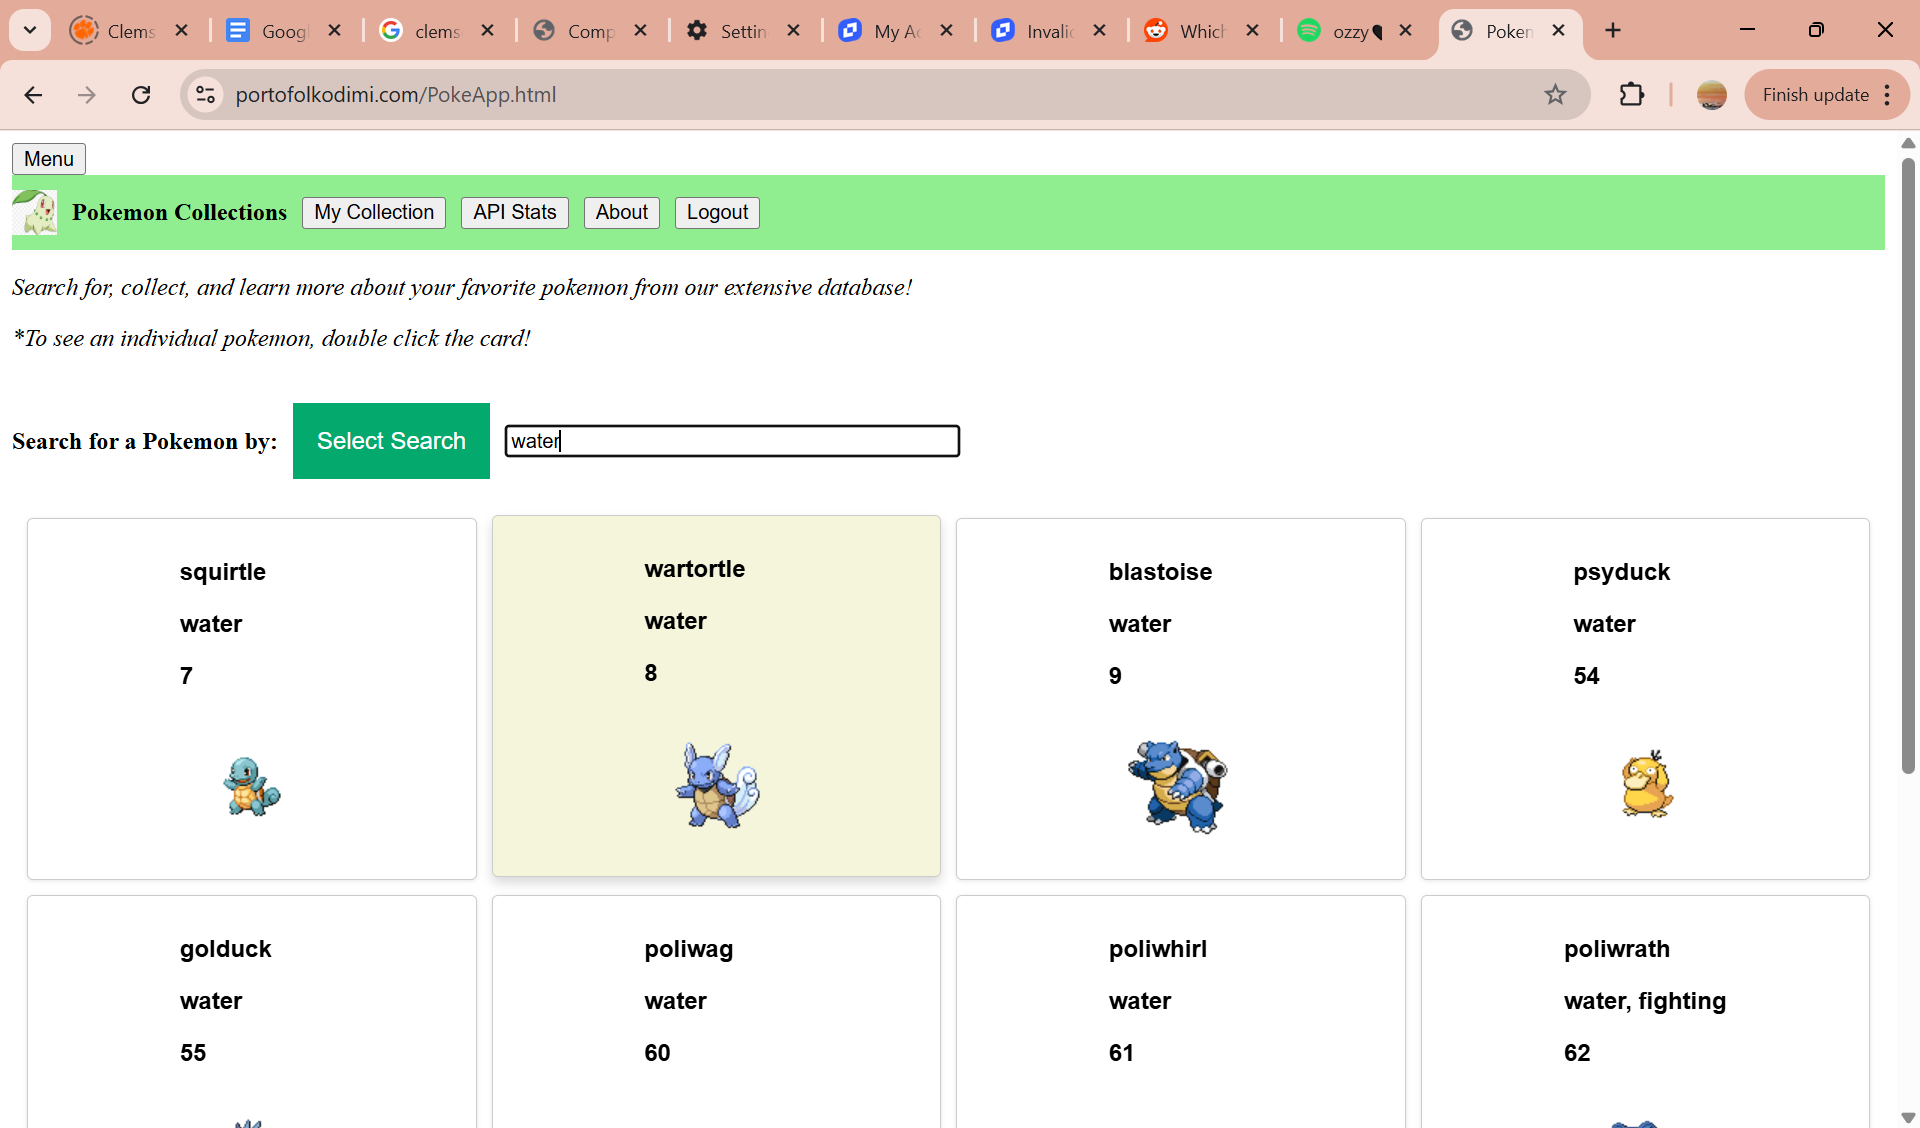 Clems
Goog
clems
Comp
Settin
My Ac
Invalid
Which
ozzy
Poken
portofolkodimi.com/PokeApp.html
Finish update
Menu
Pokemon Collections
My Collection
API Stats
About
Logout
Search for, collect, and learn more about your favorite pokemon from our extensive database!
*To see an individual pokemon, double click the card!
Search for a Pokemon by:
Select Search
water
squirtle
water
7
wartortle
water
8
blastoise
water
9
psyduck
water
54
golduck
water
55
poliwag
water
60
poliwhirl
water
61
poliwrath
water, fighting
62